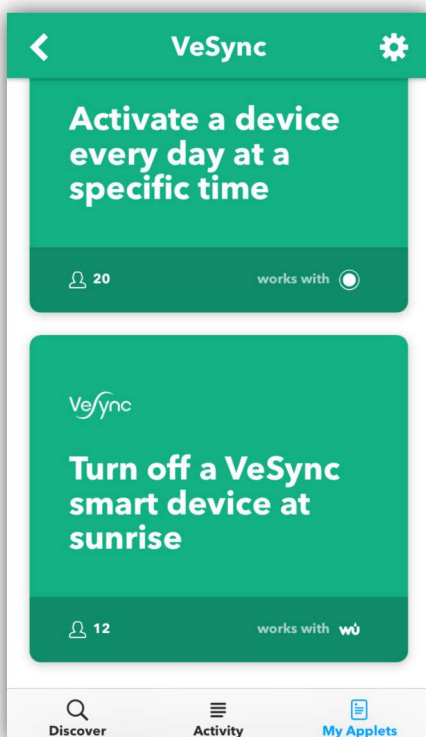 VeSync
Activate a device
every day at a
specific time
20
works with
VeSync
Turn off a VeSync
smart device at
sunrise
12
works with wu
Discover
Activity
My Applets